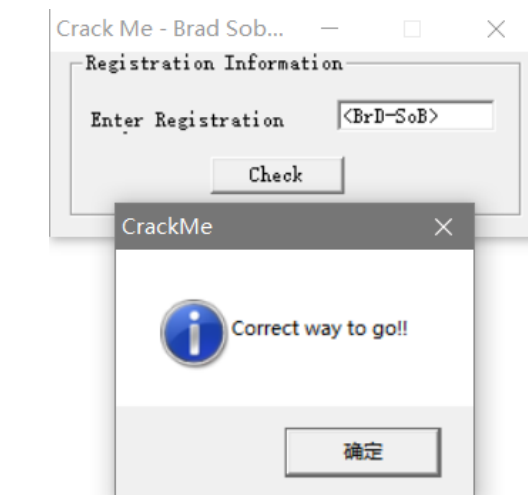 Crack Me - Brad Sob...
Registration Information
Enter Registration
<BrD-SoB>
Check
CrackMe
Correct way to go!!
确定